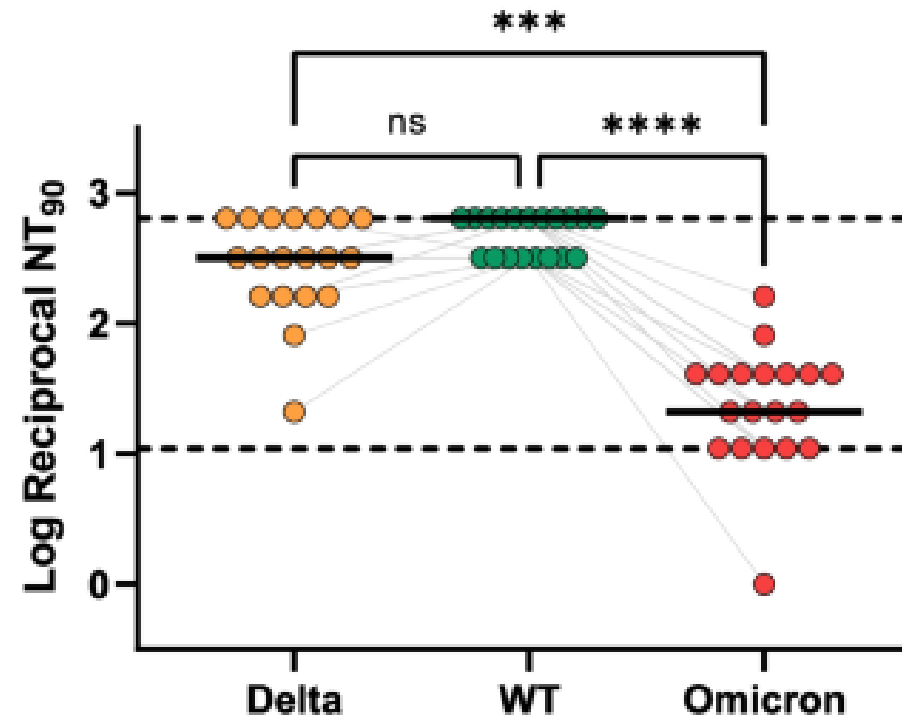 ***
ns
****
Log Reciprocal NT90
3
2
1
0
Delta
WT
Omicron